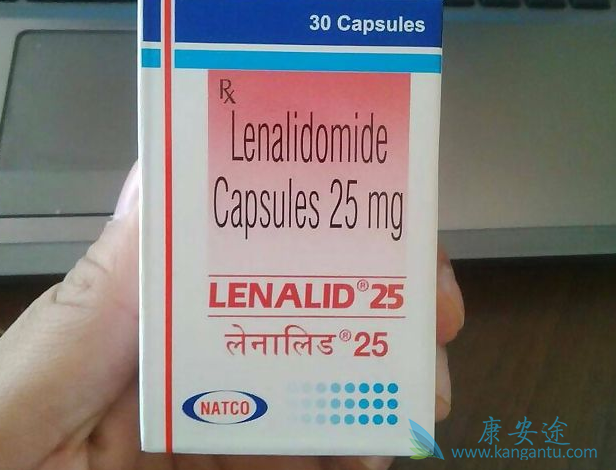 30 Capsules
Rx
Lenalidomide
Capsules 25 mg
LENALID® 25
लेनालिड® 25
NATCO
康安途
www.kangantu.com